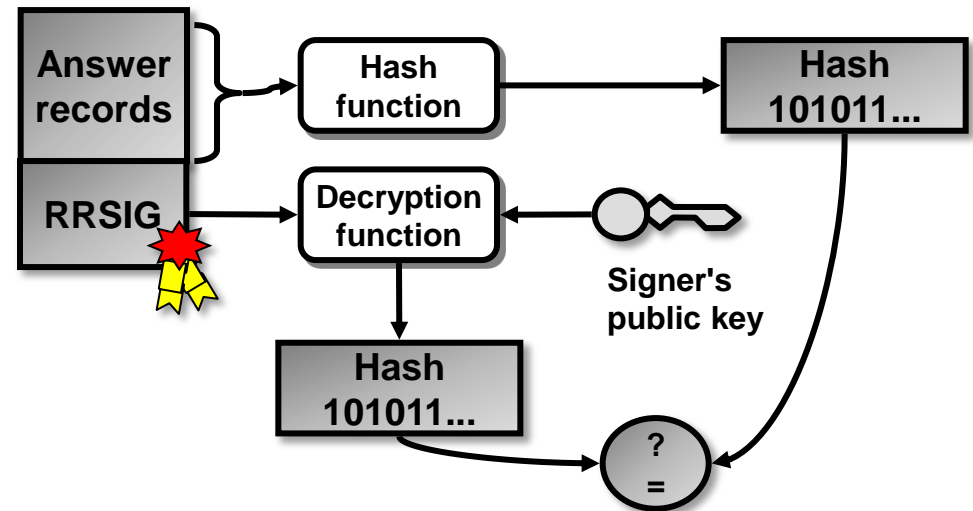 Answer
records
Hash
function
Hash
101011...
RRSIG
Decryption
function
Signer's
public key
Hash
101011...
?
=